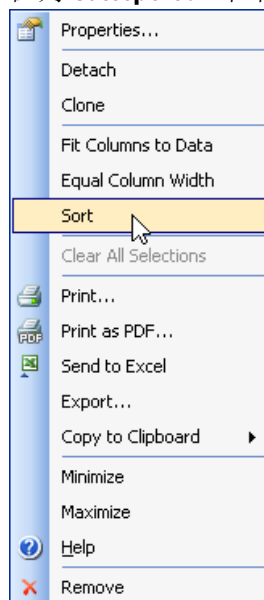 Properties...
Detach
Clone
Fit Columns to Data
Equal Column Width
Sort
Clear All Selections
Print...
Print as PDF...
Send to Excel
Export...
Copy to Clipboard
Minimize
Maximize
Help
Remove